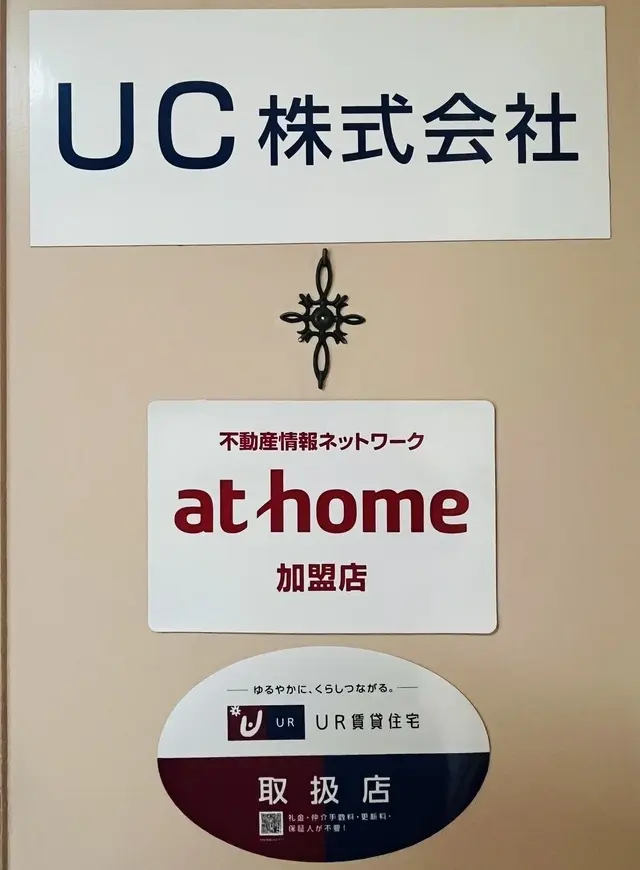 UC株式会社
不動産情報ネットワーク
at home
加盟店
ゆるやかに、くらしつながる。
UR UR賃貸住宅
取扱店
礼金・仲介手数料・更新料・
保証人が不要！